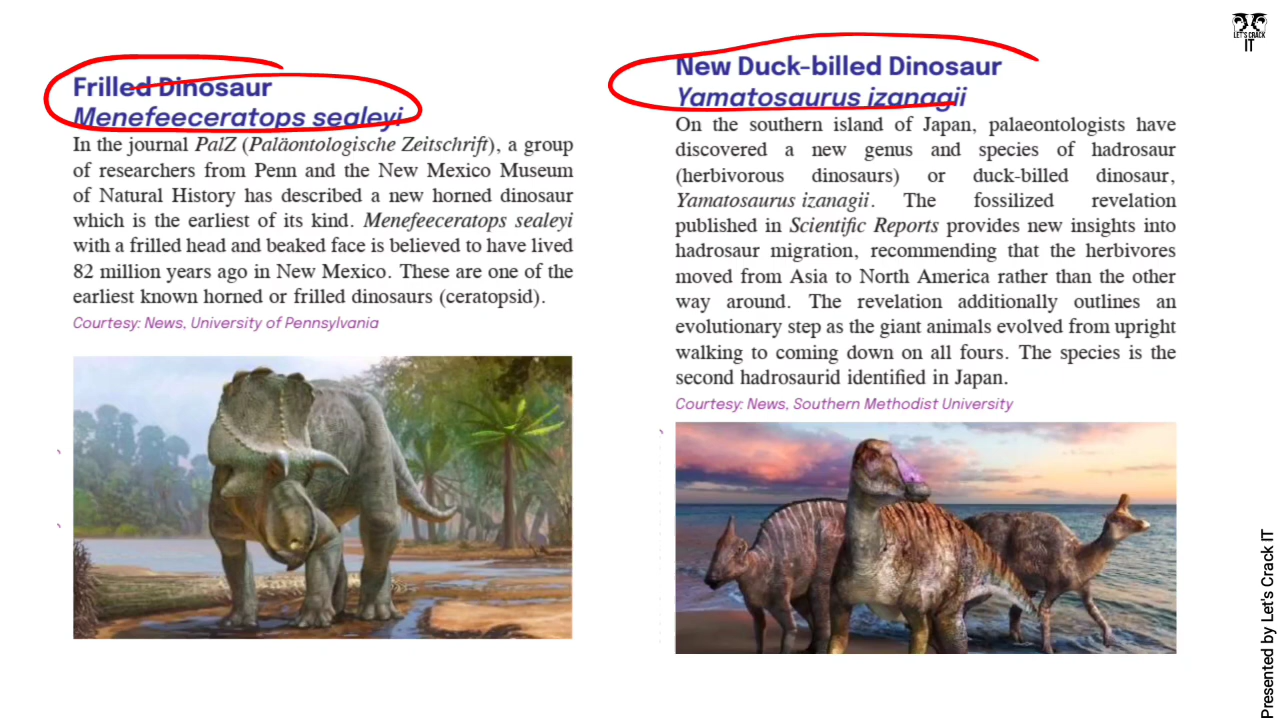 Frilled Dinosaur
Menefeeceratops sealeyi
In the journal PalZ (Paläontologische Zeitschrift), a group
of researchers from Penn and the New Mexico Museum
of Natural History has described a new horned dinosaur
which is the earliest of its kind. Menefeeceratops sealeyi
with a frilled head and beaked face is believed to have lived
82 million years ago in New Mexico. These are one of the
earliest known horned or frilled dinosaurs (ceratopsid).
Courtesy: News, University of Pennsylvania
New Duck-billed Dinosaur
Yamatosaurus izanagii
On the southern island of Japan, palaeontologists have
discovered a new genus and species of hadrosaur
(herbivorous dinosaurs) or duck-billed dinosaur,
Yamatosaurus izanagii. The fossilized revelation
published in Scientific Reports provides new insights into
hadrosaur migration, recommending that the herbivores
moved from Asia to North America rather than the other
way around. The revelation additionally outlines an
evolutionary step as the giant animals evolved from upright
walking to coming down on all fours. The species is the
second hadrosaurid identified in Japan.
Courtesy: News, Southern Methodist University
LET'S CRACK
IT
Presented by Let's Crack IT